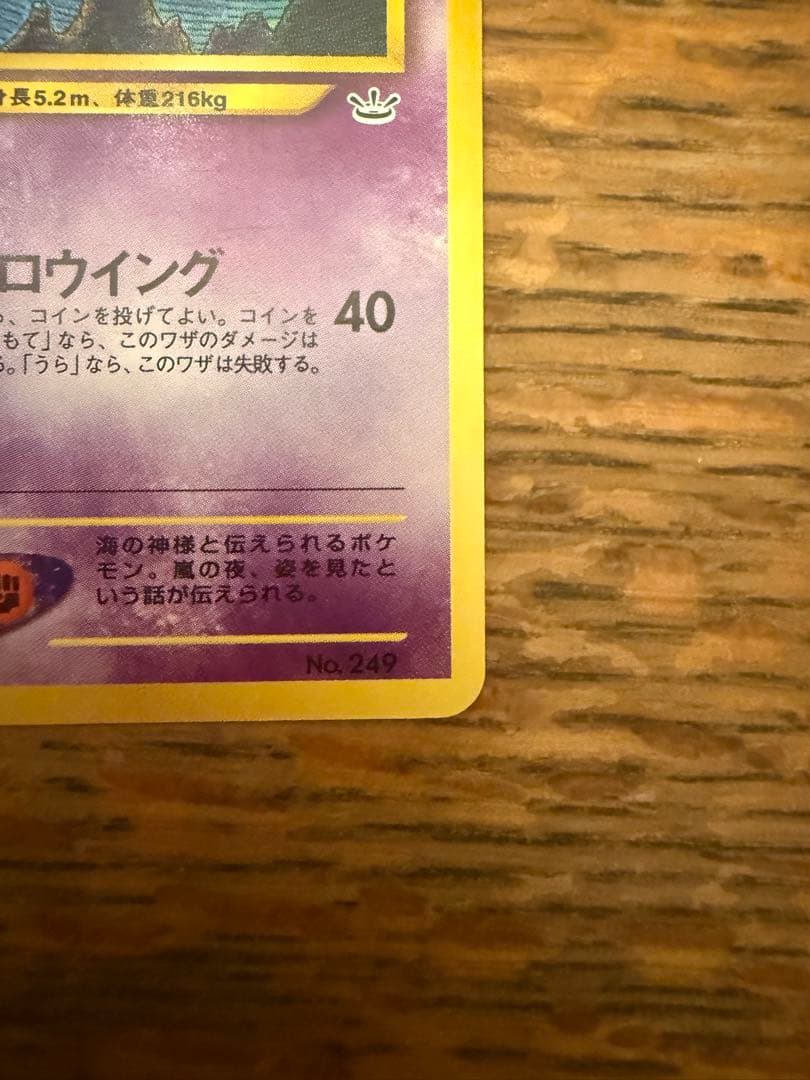 長5.2m、体重216kg
ロウイング
、コインを投げてよい。コインを
もて」なら、このワザのダメージは
40
。「うら」なら、このワザは失敗する。
海の神様と伝えられるポケ
モン。嵐の夜、姿を見たと
いう話が伝えられる。
No. 249